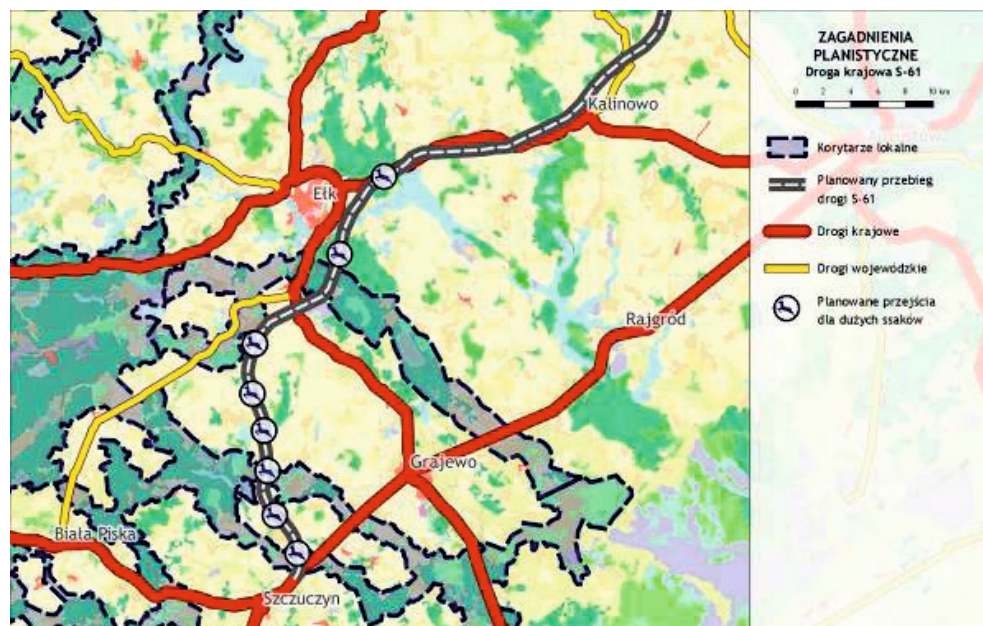 ZAGADNIENIA
PLANISTYCZNE
Droga krajowa S-61
0 2 4 6 8 10 km
Korytarze lokalne
Planowany przebieg
drogi S-61
Drogi krajowe
Drogi wojewódzkie
Planowane przejścia
dla dużych ssaków
Kalinowo
Ełk
Rajgród
Grajewo
Biała Piska
Szczuczyn